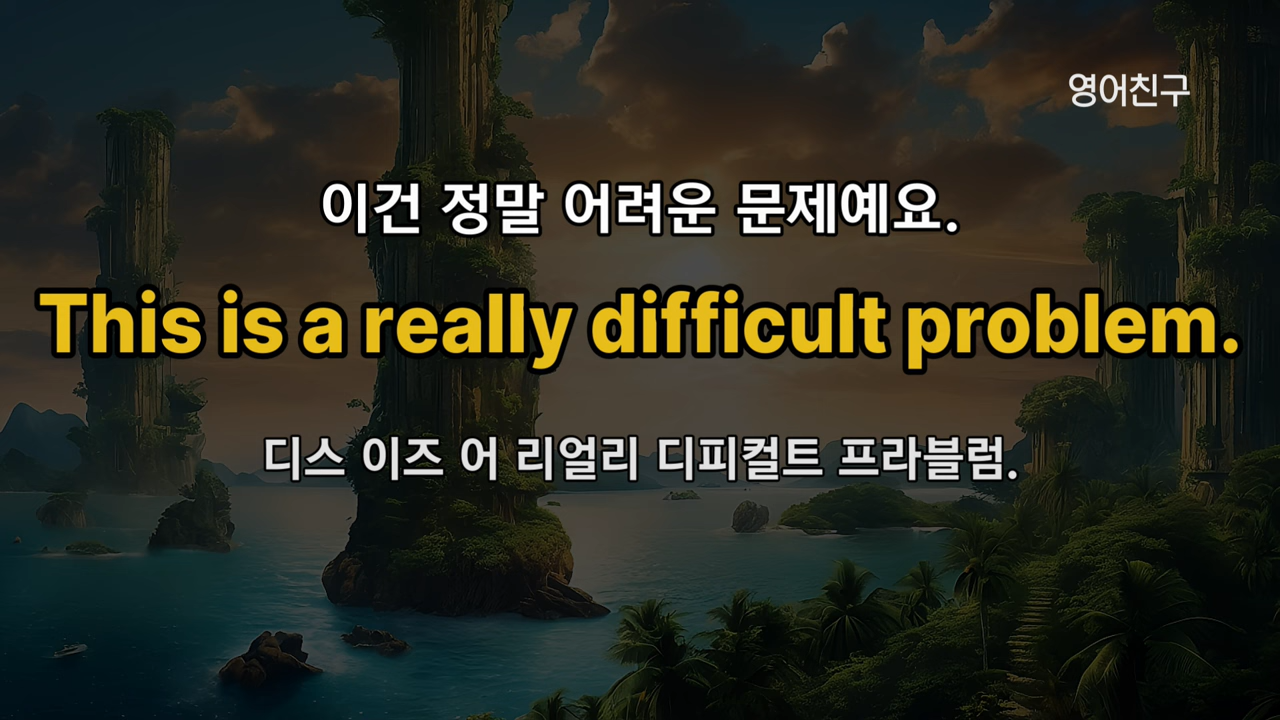 영어친구
이건 정말 어려운 문제예요.
This is a really difficult problem.
디스 이즈 어 리얼리 디피컬트 프라블럼.